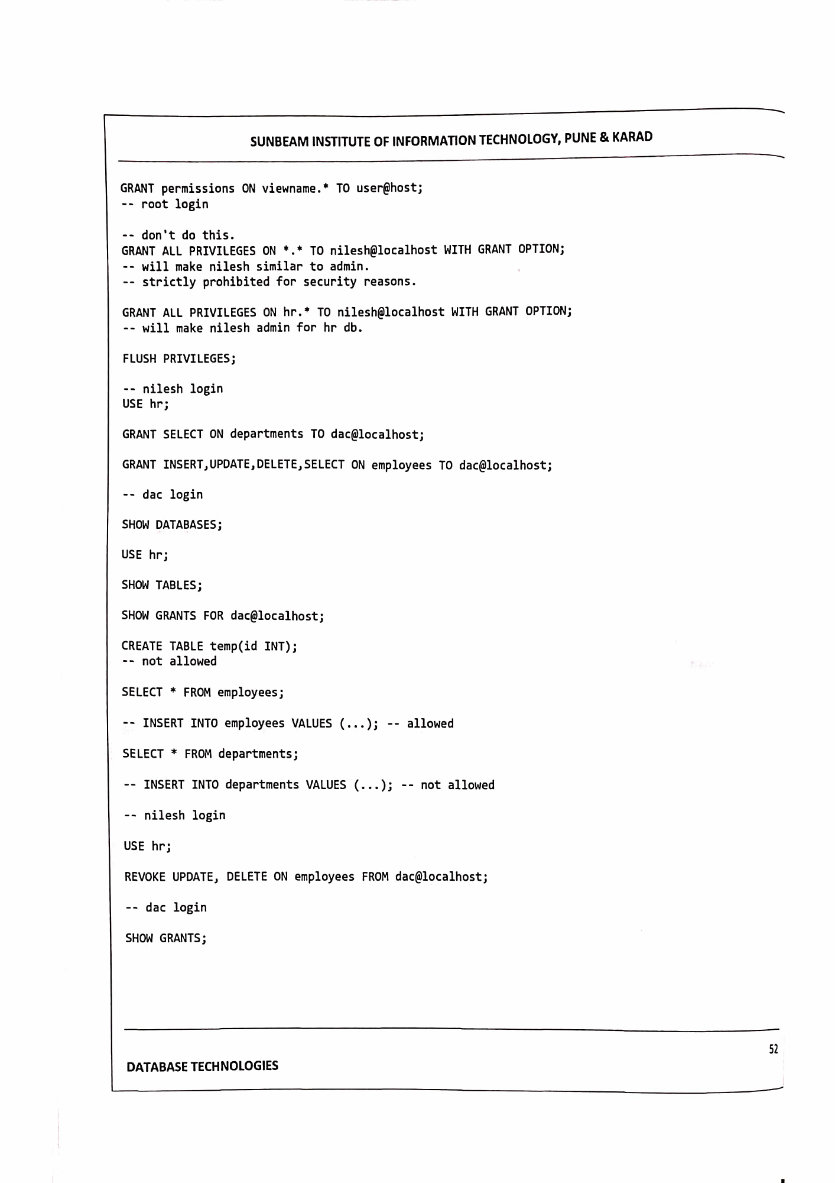 SUNBEAM INSTITUTE OF INFORMATION TECHNOLOGY, PUNE & KARAD
GRANT permissions ON viewname.* TO user@host;
-- root login
-- don't do this.
GRANT ALL PRIVILEGES ON *.* TO nilesh@localhost WITH GRANT OPTION;
-- will make nilesh similar to admin.
-- strictly prohibited for security reasons.
GRANT ALL PRIVILEGES ON hr.* TO nilesh@localhost WITH GRANT OPTION;
-- will make nilesh admin for hr db.
FLUSH PRIVILEGES;
-- nilesh login
USE hr;
GRANT SELECT ON departments TO dac@localhost;
GRANT INSERT,UPDATE,DELETE,SELECT ON employees TO dac@localhost;
-- dac login
SHOW DATABASES;
USE hr;
SHOW TABLES;
SHOW GRANTS FOR dac@localhost;
CREATE TABLE temp(id INT);
-- not allowed
SELECT * FROM employees;
-- INSERT INTO employees VALUES (...); -- allowed
SELECT * FROM departments;
-- INSERT INTO departments VALUES (...); -- not allowed
-- nilesh login
USE hr;
REVOKE UPDATE, DELETE ON employees FROM dac@localhost;
-- dac login
SHOW GRANTS;
52
DATABASE TECHNOLOGIES